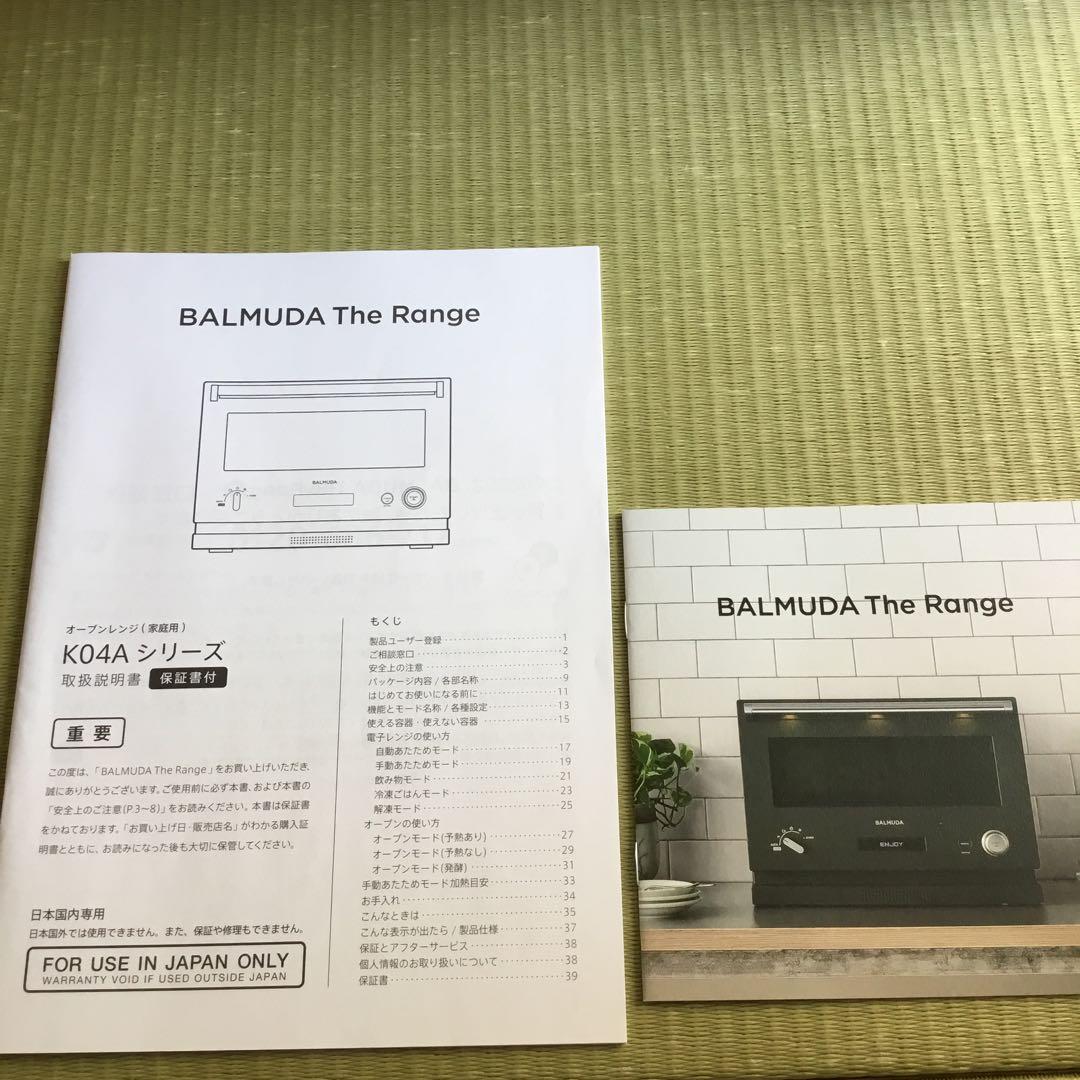 BALMUDA The Range
BALMUDA
オーブンレンジ(家庭用)
K04A シリーズ
取扱説明書 保証書付
重要
この度は、「BALMUDA The Range」をお買い上げいただき、
誠にありがとうございます。ご使用前に必ず本書、および本書の
「安全上のご注意(P.3〜8)」をお読みください。本書は保証書
をかねております。「お買い上げ日・販売店名」がわかる購入証
明書とともに、お読みになった後も大切に保管してください。
日本国内専用
日本国外では使用できません。また、保証や修理もできません。
FOR USE IN JAPAN ONLY
WARRANTY VOID IF USED OUTSIDE JAPAN
もくじ
製品ユーザー登録 1
ご相談窓口 2
安全上の注意 3
パッケージ内容 / 各部名称 9
はじめてお使いになる前に 11
機能とモード名称 / 各種設定 13
使える容器・使えない容器 15
電子レンジの使い方
自動あたためモード 17
手動あたためモード 19
飲み物モード 21
冷凍ごはんモード 23
解凍モード 25
オーブンの使い方
オーブンモード(予熱あり) 27
オーブンモード(予熱なし) 29
オーブンモード(発酵) 31
手動あたためモード加熱目安 33
お手入れ 34
こんなときは 35
こんな表示が出たら / 製品仕様 37
保証とアフターサービス 38
個人情報のお取り扱いについて 38
保証書 39
BALMUDA The Range
BALMUDA
ENJOY